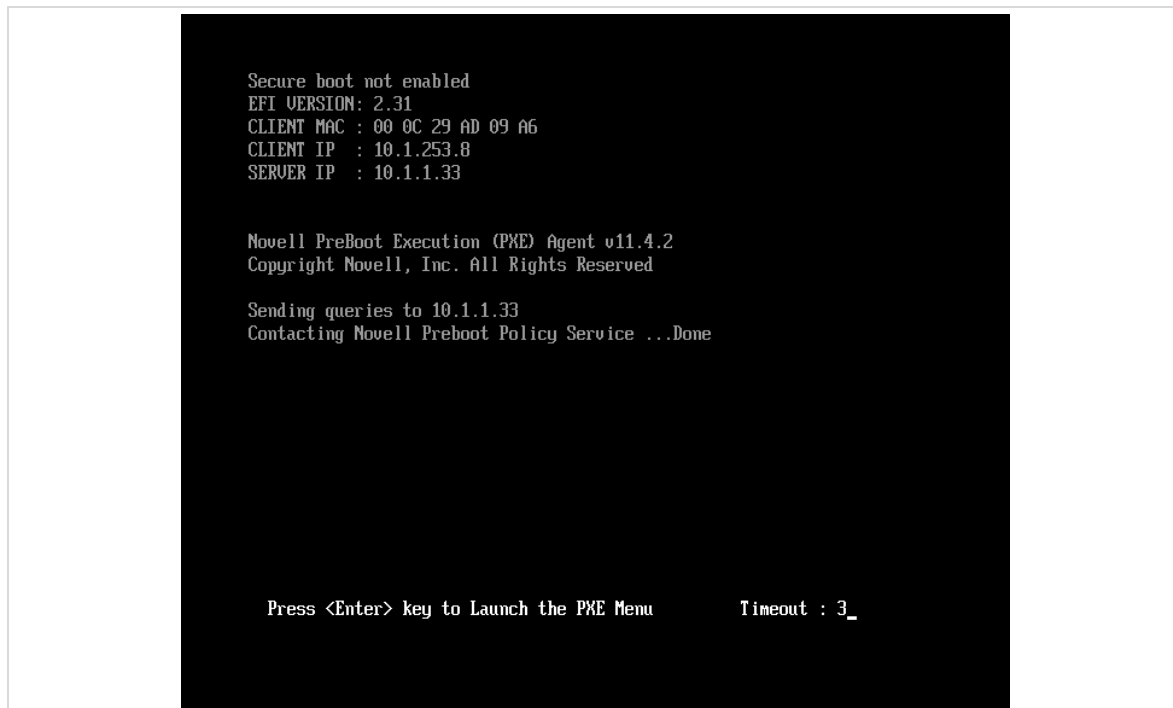 Secure boot not enabled
EFI VERSION: 2.31
CLIENT MAC : 00 0C 29 AD 09 A6
CLIENT IP  : 10.1.253.8
SERVER IP  : 10.1.1.33
Novell PreBoot Execution (PXE) Agent v11.4.2
Copyright Novell, Inc. All Rights Reserved
Sending queries to 10.1.1.33
Contacting Novell Preboot Policy Service ...Done
Press <Enter> key to Launch the PXE Menu Timeout : 3_